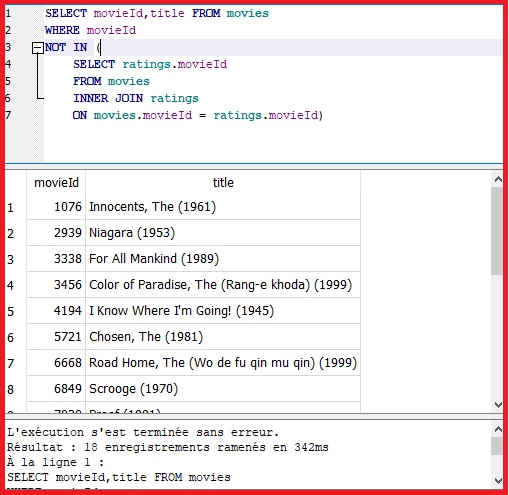 1 SELECT movieId,title FROM movies
2 WHERE movieId
3 NOT IN (
4 SELECT ratings.movieId
5 FROM movies
6 INNER JOIN ratings
7 ON movies.movieId = ratings.movieId)
movieId title
1 1076 Innocents, The (1961)
2 2939 Niagara (1953)
3 3338 For All Mankind (1989)
4 3456 Color of Paradise, The (Rang-e khoda) (1999)
5 4194 I Know Where I'm Going! (1945)
6 5721 Chosen, The (1981)
7 6668 Road Home, The (Wo de fu qin mu qin) (1999)
8 6849 Scrooge (1970)
L'exécution s'est terminée sans erreur.
Résultat : 18 enregistrements ramenés en 342ms
À la ligne 1 :
SELECT movieId,title FROM movies